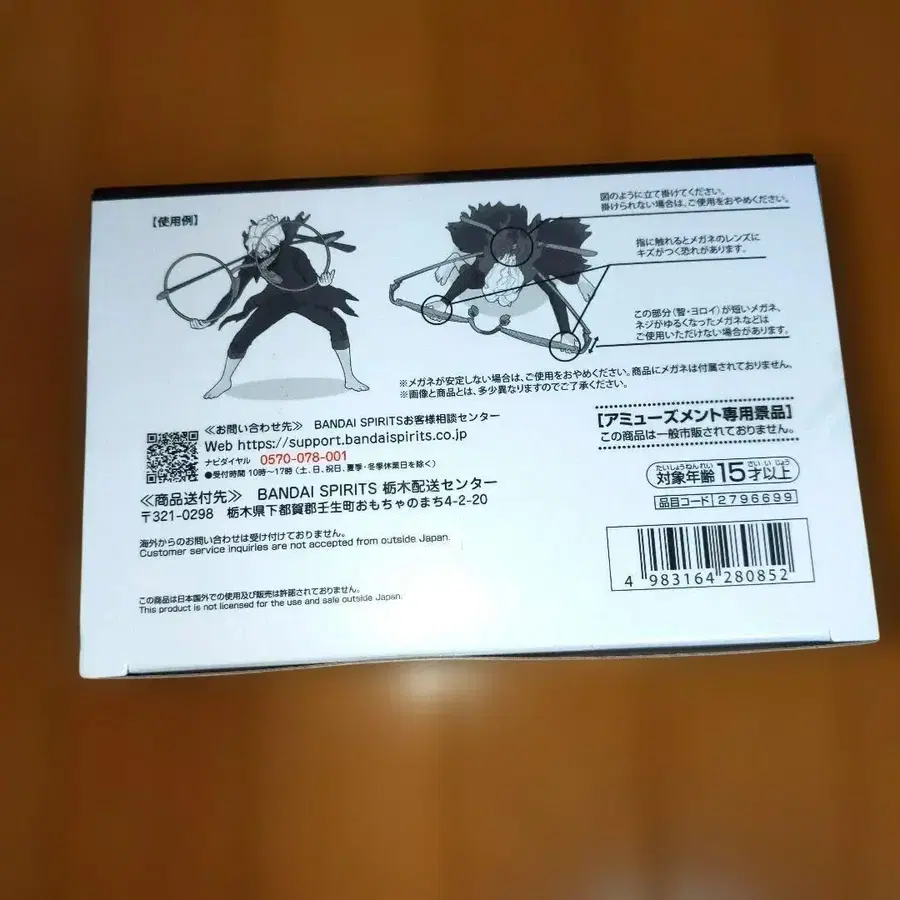 【使用例】
図のように立て掛けてください。
掛けられない場合は、ご使用をおやめください。
指に触れるとメガネのレンズに
キズがつく恐れがあります。
この部分(智・ヨロイ)が短いメガネ、
ネジがゆるくなったメガネなどは
ご使用いただけない場合があります。
※メガネが安定しない場合は、ご使用をおやめください。商品にメガネは付属されておりません。
※画像と商品とは、多少異なりますのでご了承ください。
≪お問い合わせ先≫ BANDAI SPIRITSお客様相談センター
Web https://support.bandaispirits.co.jp
ナビダイヤル 0570-078-001
●受付時間 10時~17時(土、日、祝日、夏季・冬季休業日を除く)
≪商品送付先≫ BANDAI SPIRITS 栃木配送センター
〒321-0298 栃木県下都賀郡壬生町おもちゃのまち4-2-20
海外からのお問い合わせは受け付けておりません。
Customer service inquiries are not accepted from outside Japan.
この商品は日本国外での使用及び販売は許諾されておりません。
This product is not licensed for the use and sale outside Japan.
[アミューズメント専用景品]
この商品は一般市販されておりません。
たいしょうねんれい さいいじょう
対象年齢15才以上
品目コード 2796699
4 983164 280852